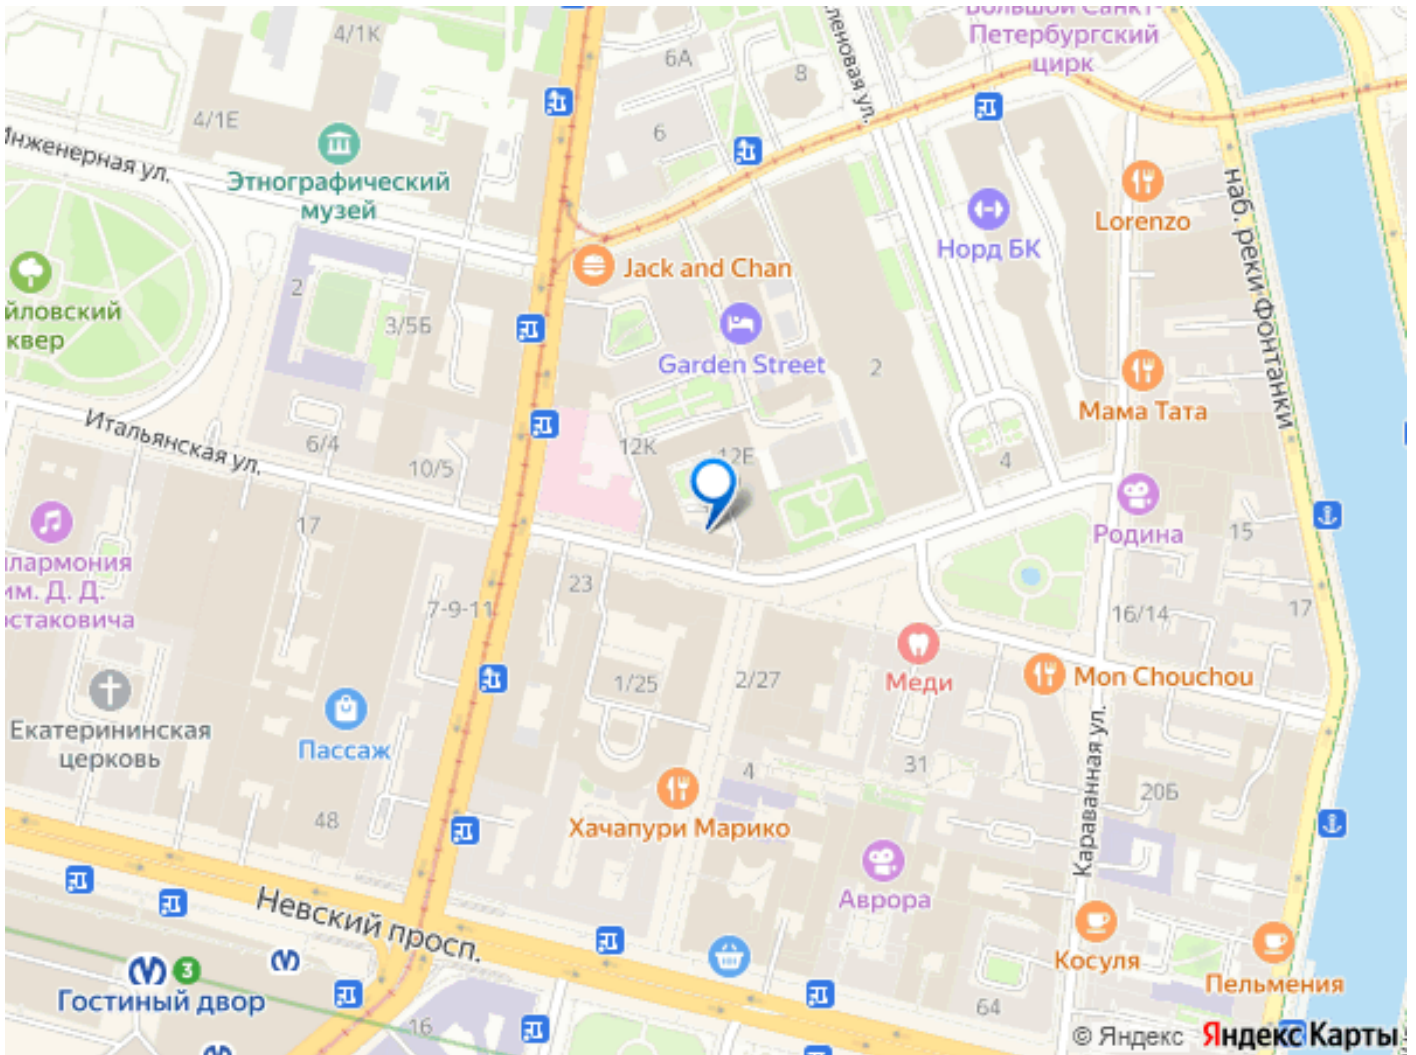 4/1К
Большой Санкт-
Петербургский
цирк
6А
8
Кленовая ул.
4/1Е
6
Инженерная ул.
Этнографический
музей
Lorenzo
наб. реки Фонтанки
Норд БК
Jack and Chan
2
йловский
квер
3/5Б
Garden Street
2
Мама Тата
Итальянская ул.
6/4
10/5
12К
12Е
4
17
Родина
15
лармония
им. Д. Д.
остаковича
23
7-9-11
16/14
17
1/25
2/27
Меди
Mon Chouchou
Екатерининская
церковь
Пассаж
4
31
20Б
Караванная ул.
48
Хачапури Марико
Аврора
Невский просп.
Косуля
3
Гостиный двор
Пельмения
16
64
© Яндекс Яндекс Карты